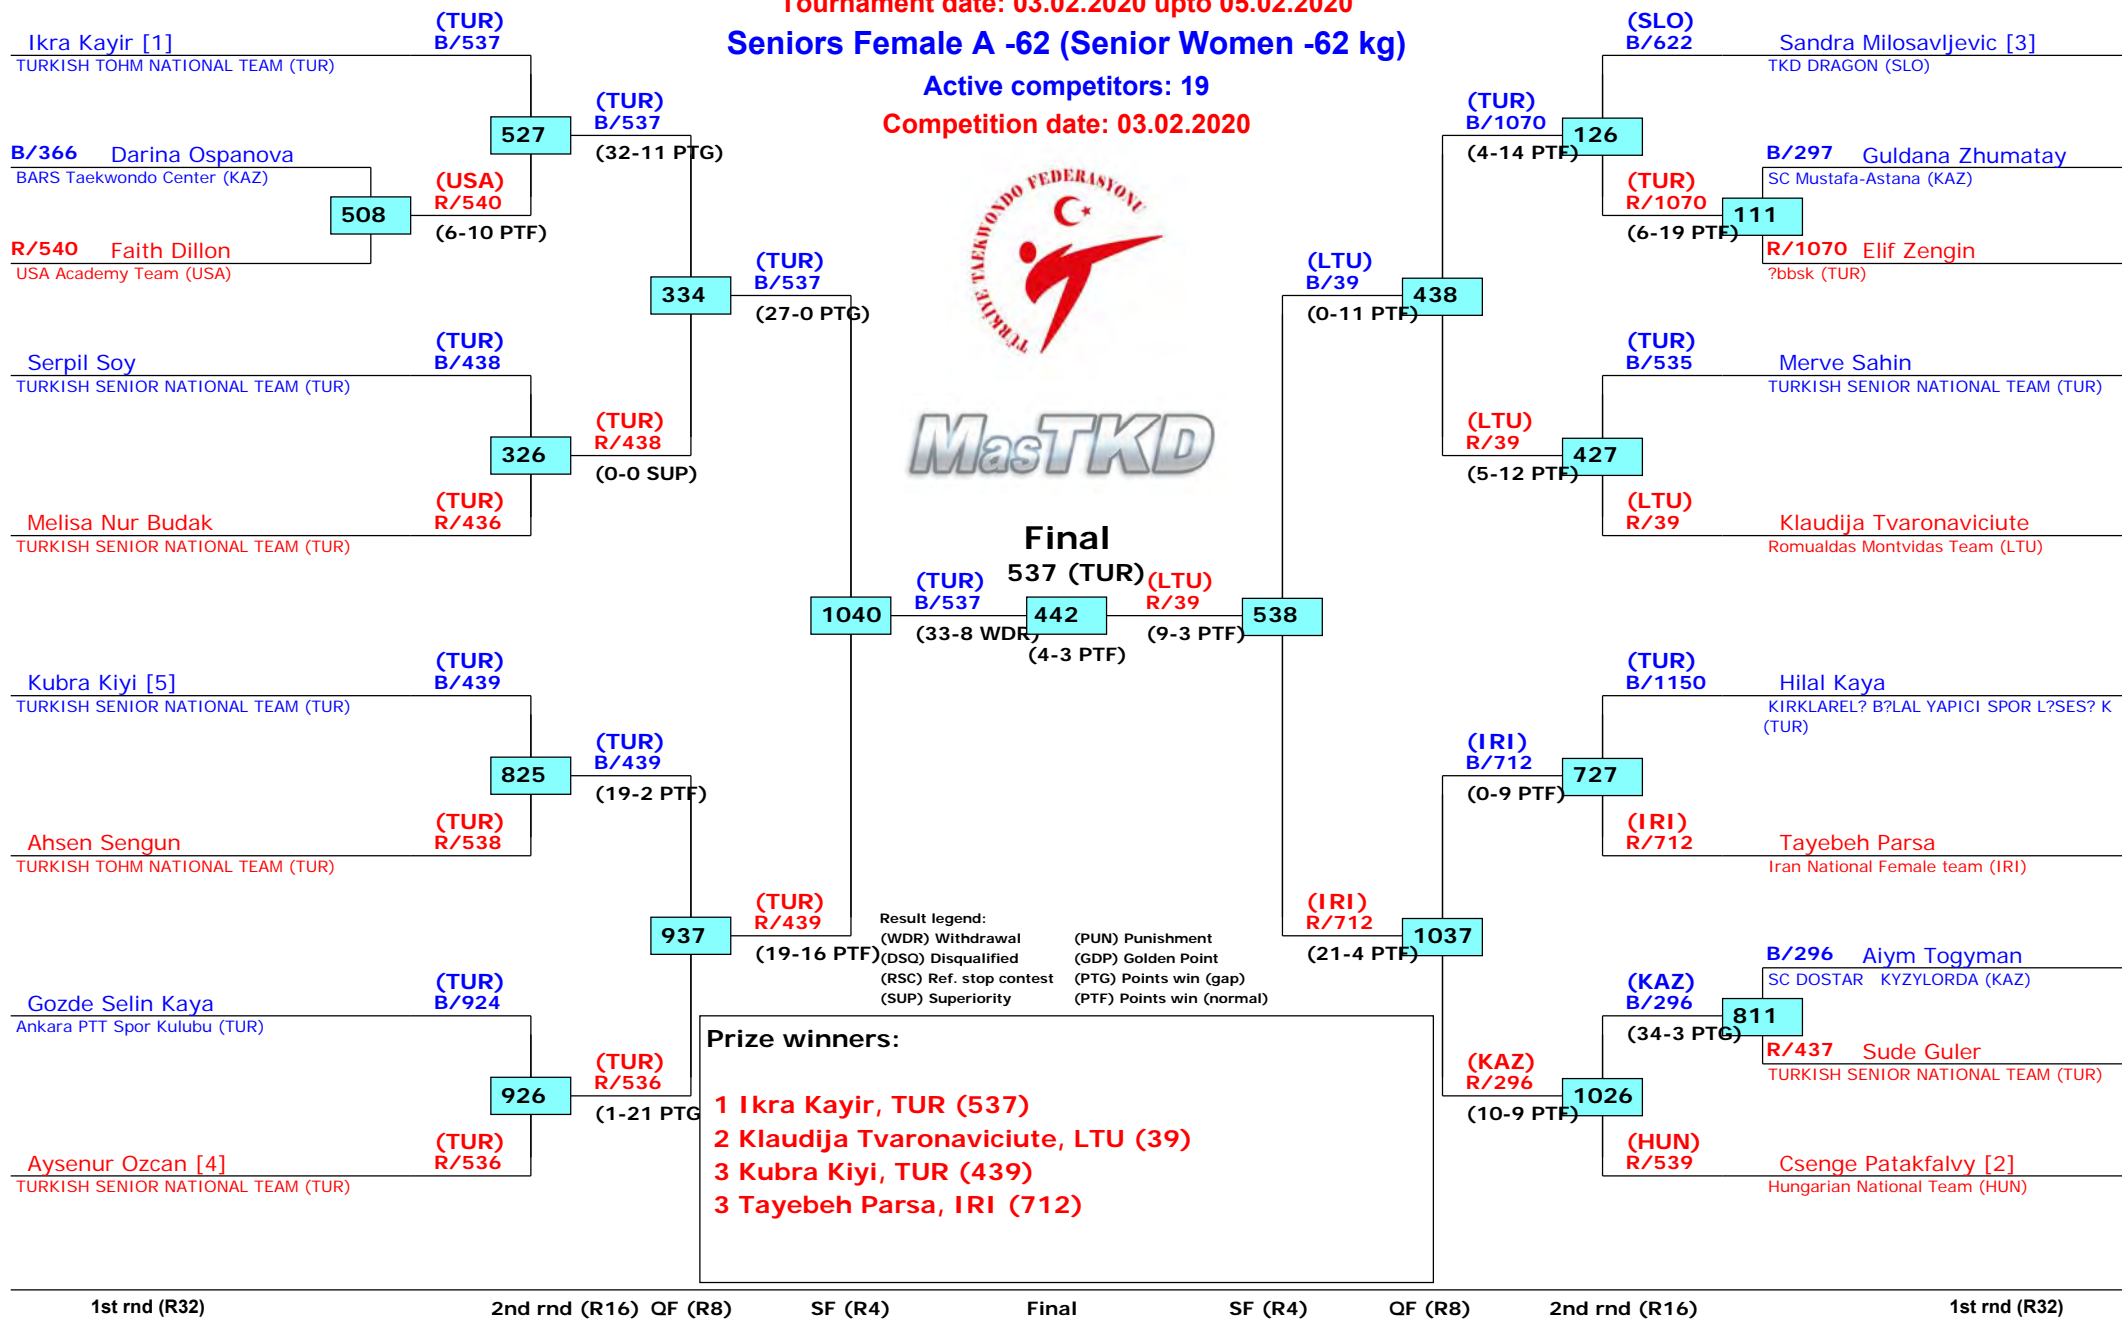 Tournament date: 03.02.2020 upto 05.02.2020
Seniors Female A -62 (Senior Women -62 kg)
Active competitors: 19
Competition date: 03.02.2020
TÜRKİYE TAEKWONDO FEDERASYONU
MasTKD
Ikra Kayir [1]
TURKISH TOHM NATIONAL TEAM (TUR)
(TUR)
B/537
B/366 Darina Ospanova
BARS Taekwondo Center (KAZ)
508
R/540 Faith Dillon
USA Academy Team (USA)
(USA)
R/540
(6-10 PTF)
527
(TUR)
B/537
(32-11 PTG)
Serpil Soy
TURKISH SENIOR NATIONAL TEAM (TUR)
(TUR)
B/438
326
(TUR)
R/438
(0-0 SUP)
Melisa Nur Budak
TURKISH SENIOR NATIONAL TEAM (TUR)
(TUR)
R/436
334
(TUR)
B/537
(27-0 PTG)
Kubra Kiyi [5]
TURKISH SENIOR NATIONAL TEAM (TUR)
(TUR)
B/439
825
(TUR)
B/439
(19-2 PTF)
Ahsen Sengun
TURKISH TOHM NATIONAL TEAM (TUR)
(TUR)
R/538
937
(TUR)
R/439
(19-16 PTF)
Gozde Selin Kaya
Ankara PTT Spor Kulubu (TUR)
(TUR)
B/924
926
(TUR)
R/536
(1-21 PTG
Aysenur Ozcan [4]
TURKISH SENIOR NATIONAL TEAM (TUR)
(TUR)
R/536
1040
(TUR)
B/537
(33-8 WDR)
Final
537 (TUR)
442
(4-3 PTF)
(LTU)
R/39
(9-3 PTF)
538
(SLO)
B/622
Sandra Milosavljevic [3]
TKD DRAGON (SLO)
(TUR)
B/1070
(4-14 PTF)
126
B/297 Guldana Zhumatay
SC Mustafa-Astana (KAZ)
(TUR)
R/1070
(6-19 PTF)
111
R/1070 Elif Zengin
?bbsk (TUR)
(LTU)
B/39
(0-11 PTF)
438
(TUR)
B/535
Merve Sahin
TURKISH SENIOR NATIONAL TEAM (TUR)
(LTU)
R/39
(5-12 PTF)
427
(LTU)
R/39
Klaudija Tvaronaviciute
Romualdas Montvidas Team (LTU)
(TUR)
B/1150
Hilal Kaya
KIRKLAREL? B?LAL YAPICI SPOR L?SES? K
(TUR)
(IRI)
B/712
(0-9 PTF)
727
(IRI)
R/712
Tayebeh Parsa
Iran National Female team (IRI)
(IRI)
R/712
(21-4 PTF)
1037
B/296 Aiym Togyman
SC DOSTAR KYZYLORDA (KAZ)
(KAZ)
B/296
(34-3 PTG)
811
R/437 Sude Guler
TURKISH SENIOR NATIONAL TEAM (TUR)
(KAZ)
R/296
(10-9 PTF)
1026
(HUN)
R/539
Csenge Patakfalvy [2]
Hungarian National Team (HUN)
Result legend:
(WDR) Withdrawal (PUN) Punishment
(DSQ) Disqualified (GDP) Golden Point
(RSC) Ref. stop contest (PTG) Points win (gap)
(SUP) Superiority (PTF) Points win (normal)
Prize winners:
1 Ikra Kayir, TUR (537)
2 Klaudija Tvaronaviciute, LTU (39)
3 Kubra Kiyi, TUR (439)
3 Tayebeh Parsa, IRI (712)
1st rnd (R32) 2nd rnd (R16) QF (R8) SF (R4) Final SF (R4) QF (R8) 2nd rnd (R16) 1st rnd (R32)